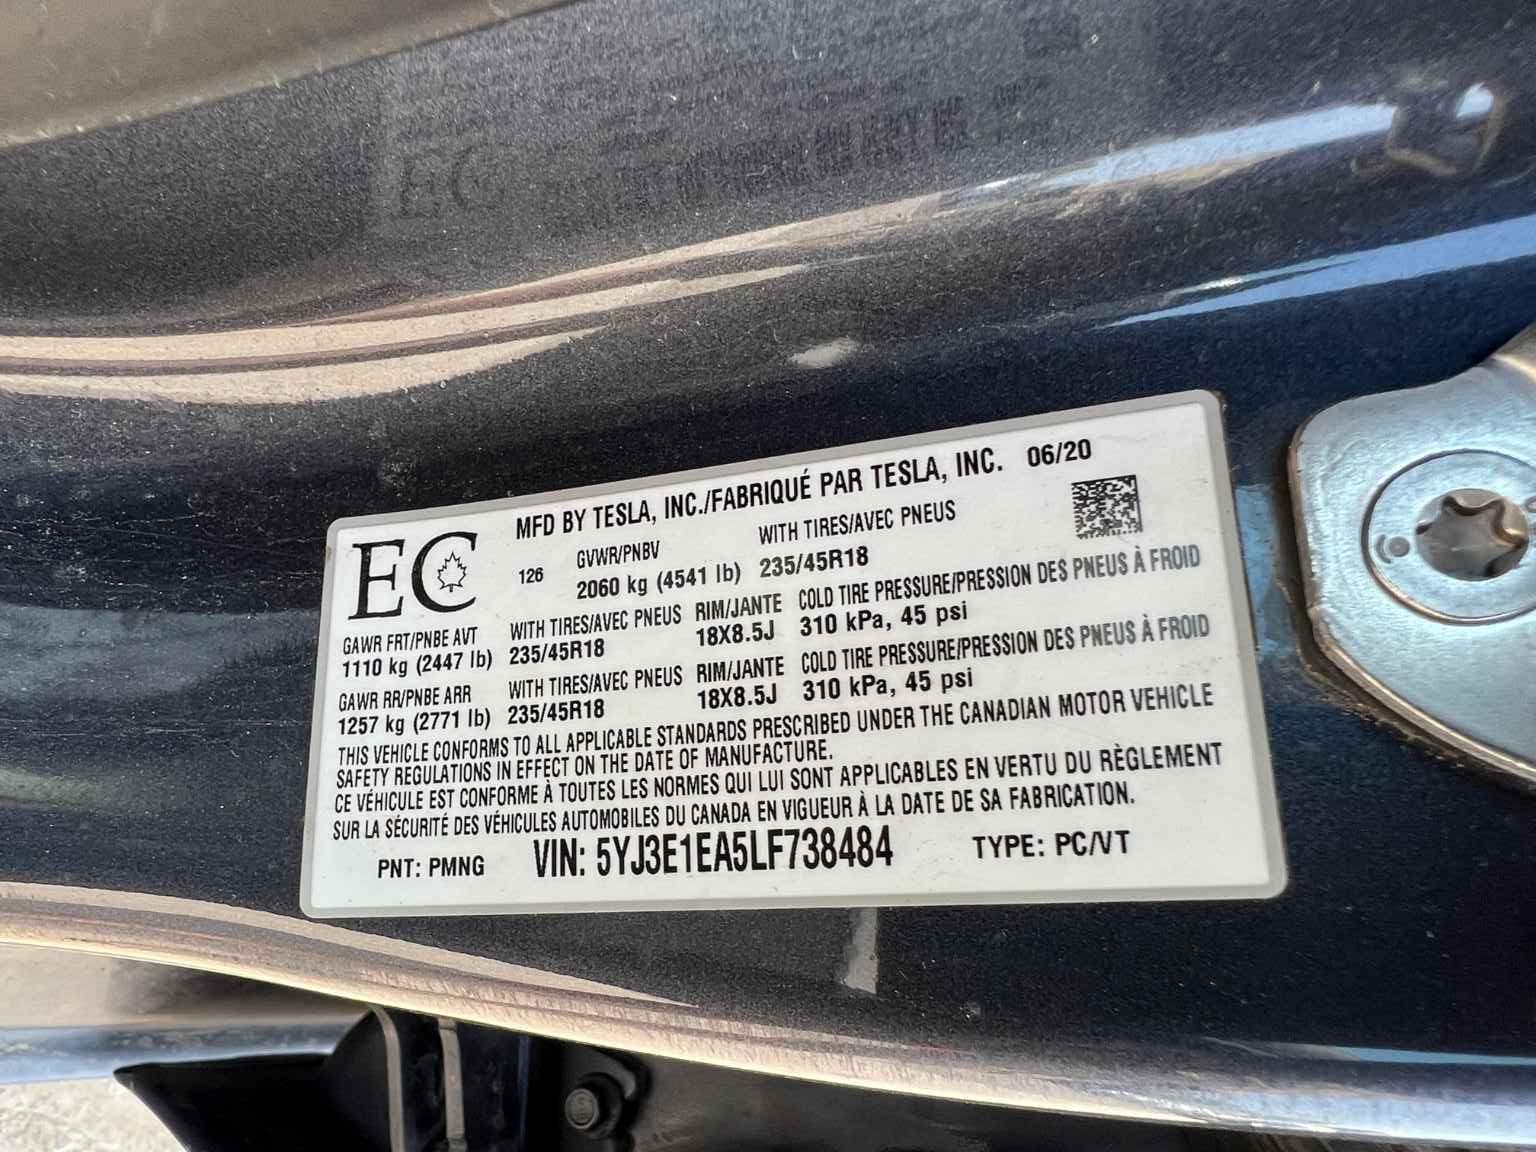 MFD BY TESLA, INC./FABRIQUÉ PAR TESLA, INC. 06/20
EC
126
GVWR/PNBV
2060 kg (4541 lb)
WITH TIRES/AVEC PNEUS
235/45R18
GAWR FRT/PNBE AVT
1110 kg (2447 lb)
WITH TIRES/AVEC PNEUS
235/45R18
RIM/JANTE
18X8.5J
COLD TIRE PRESSURE/PRESSION DES PNEUS À FROID
310 kPa, 45 psi
GAWR RR/PNBE ARR
1257 kg (2771 lb)
WITH TIRES/AVEC PNEUS
235/45R18
RIM/JANTE
18X8.5J
COLD TIRE PRESSURE/PRESSION DES PNEUS À FROID
310 kPa, 45 psi
THIS VEHICLE CONFORMS TO ALL APPLICABLE STANDARDS PRESCRIBED UNDER THE CANADIAN MOTOR VEHICLE
SAFETY REGULATIONS IN EFFECT ON THE DATE OF MANUFACTURE.
CE VÉHICULE EST CONFORME À TOUTES LES NORMES QUI LUI SONT APPLICABLES EN VERTU DU RÈGLEMENT
SUR LA SÉCURITÉ DES VÉHICULES AUTOMOBILES DU CANADA EN VIGUEUR À LA DATE DE SA FABRICATION.
PNT: PMNG VIN: 5YJ3E1EA5LF738484 TYPE: PC/VT